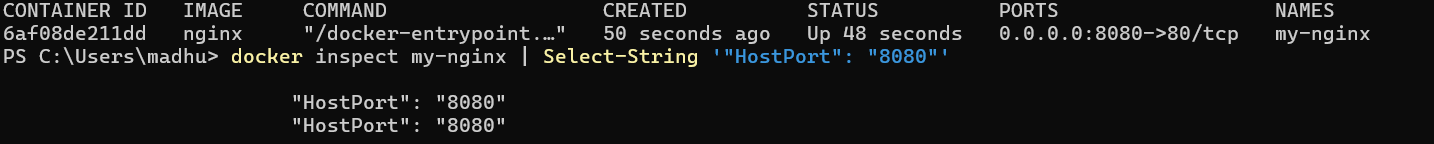 CONTAINER ID   IMAGE     COMMAND                  CREATED          STATUS          PORTS                  NAMES
6af08de211dd   nginx     "/docker-entrypoint.…"   50 seconds ago   Up 48 seconds   0.0.0.0:8080->80/tcp   my-nginx
PS C:\Users\madhu> docker inspect my-nginx | Select-String '"HostPort": "8080"'
"HostPort": "8080"
"HostPort": "8080"